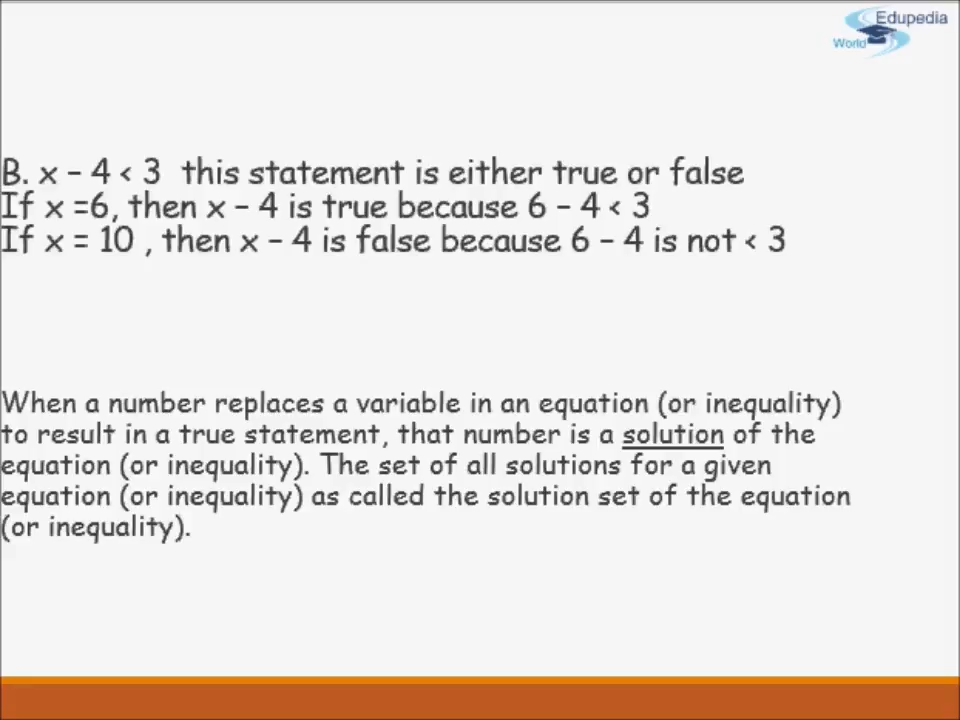 Edupedia
World
B. x – 4 < 3 this statement is either true or false
If x =6, then x – 4 is true because 6 – 4 < 3
If x = 10 , then x – 4 is false because 6 – 4 is not < 3
When a number replaces a variable in an equation (or inequality)
to result in a true statement, that number is a solution of the
equation (or inequality). The set of all solutions for a given
equation (or inequality) as called the solution set of the equation
(or inequality).